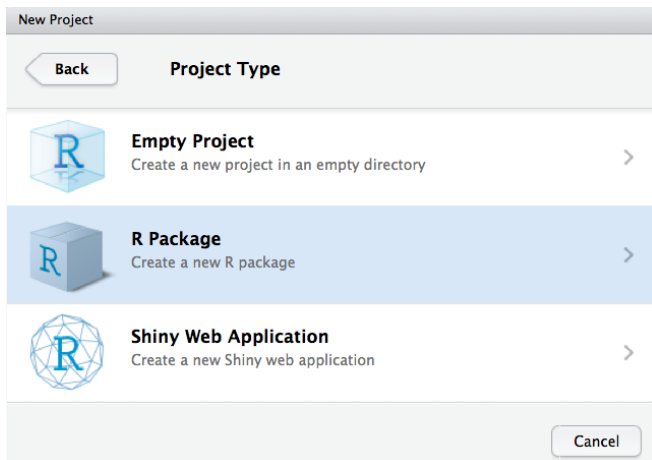 New Project
Back
Project Type
R
Empty Project
Create a new project in an empty directory
R
R Package
Create a new R package
R
Shiny Web Application
Create a new Shiny web application
Cancel